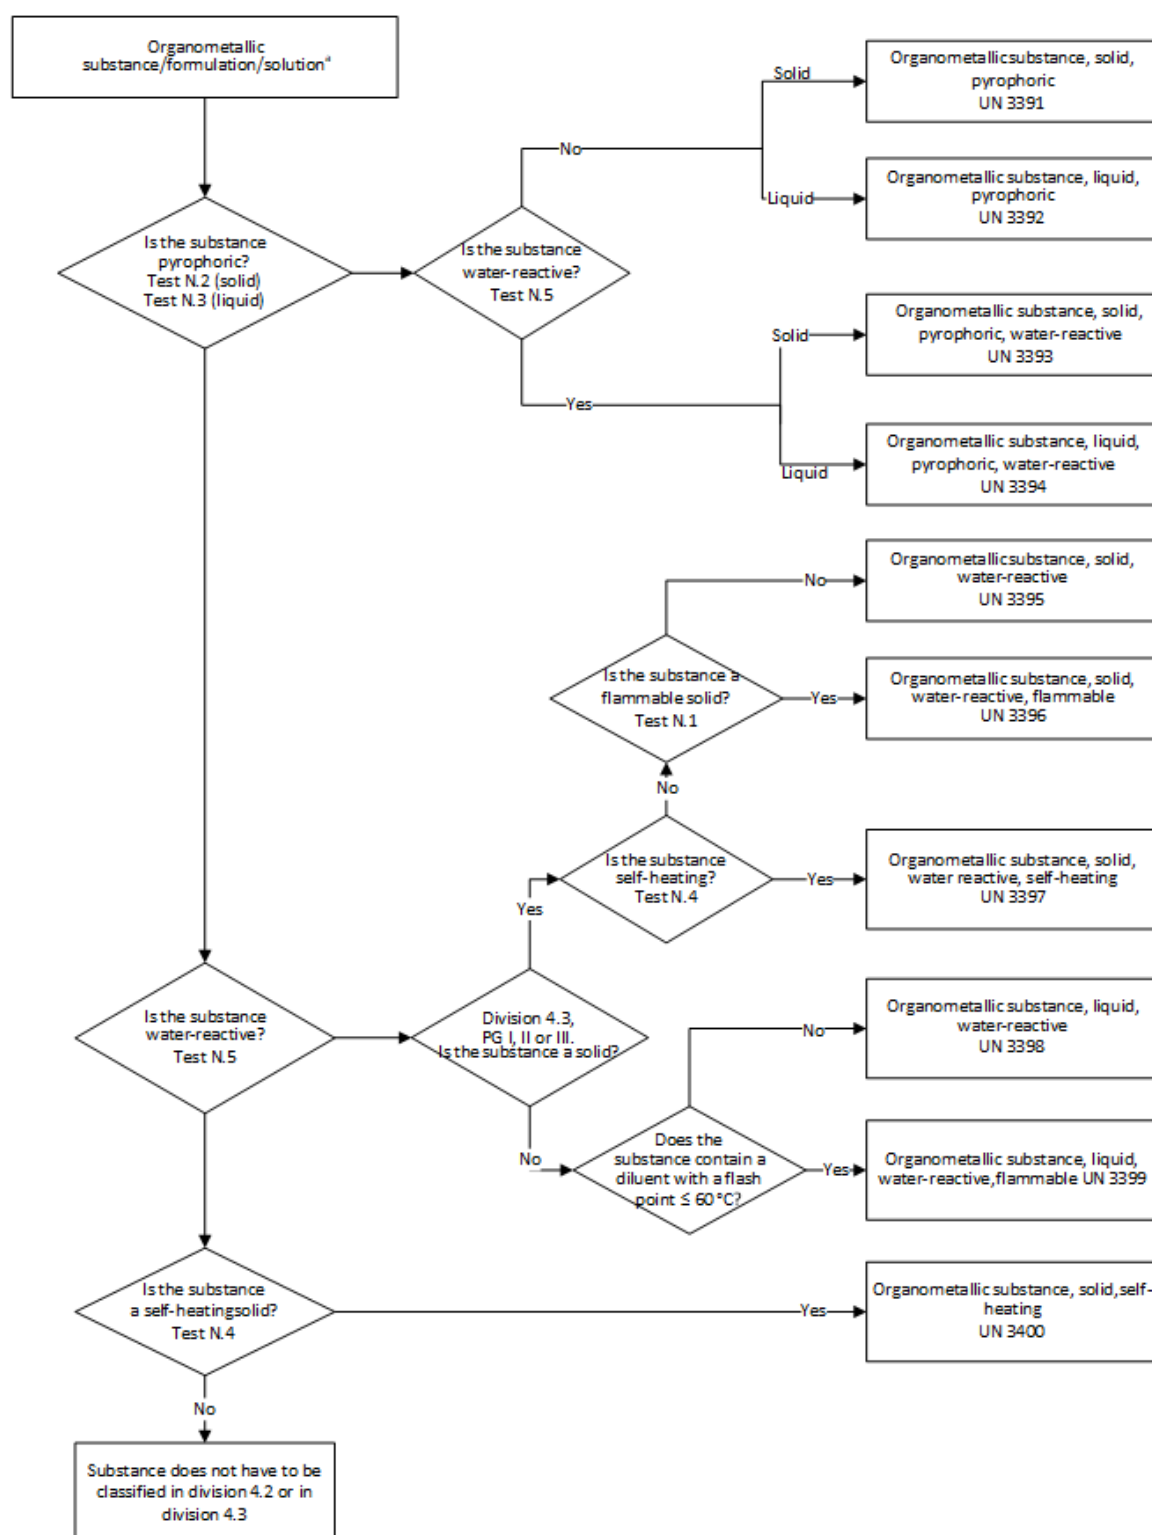 Organometallic
substance/formulation/solutionª
Solid
Organometallicsubstance, solid,
pyrophoric
UN 3391
No
Liquid
Organometallic substance, liquid,
pyrophoric
UN 3392
Is the substance
pyrophoric?
Test N.2 (solid)
Test N.3 (liquid)
Is the substance
water-reactive?
Test N.5
Solid
Organometallic substance, solid,
pyrophoric, water-reactive
UN 3393
Yes
Liquid
Organometallic substance, liquid,
pyrophoric, water-reactive
UN 3394
No
Organometallicsubstance, solid,
water-reactive
UN 3395
Is the substance a
flammable solid?
Test N.1
Yes
Organometallic substance, solid,
water-reactive, flammable
UN 3396
No
Is the substance
self-heating?
Test N.4
Yes
Organometallic substance, solid,
water reactive, self-heating
UN 3397
Yes
Is the substance
water-reactive?
Test N.5
Division 4.3,
PG I, II or III.
Is the substance a solid?
No
Organometallic substance, liquid,
water-reactive
UN 3398
No
Does the
substance contain a
diluent with a flash
point ≤ 60 °C?
Yes
Organometallic substance, liquid,
water-reactive,flammable UN 3399
Is the substance
a self-heatingsolid?
Test N.4
Yes
Organometallic substance, solid,self-
heating
UN 3400
No
Substance does not have to be
classified in division 4.2 or in
division 4.3